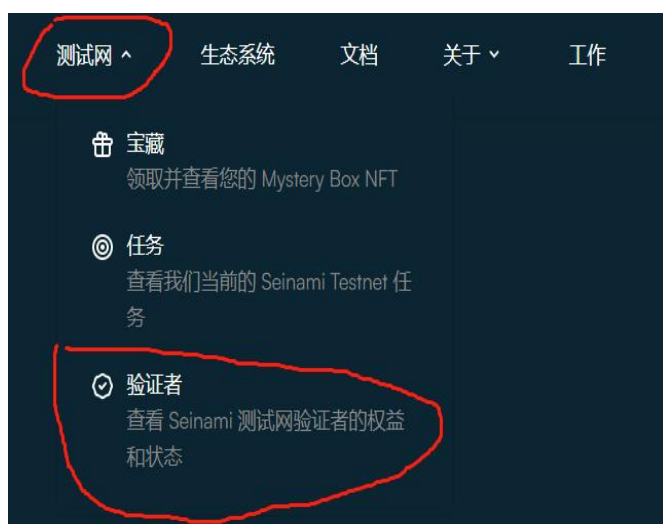 测试网 生态系统 文档 关于 工作
宝藏
领取并查看您的 Mystery Box NFT
任务
查看我们当前的 Seinami Testnet 任
务
验证者
查看 Seinami 测试网验证者的权益
和状态